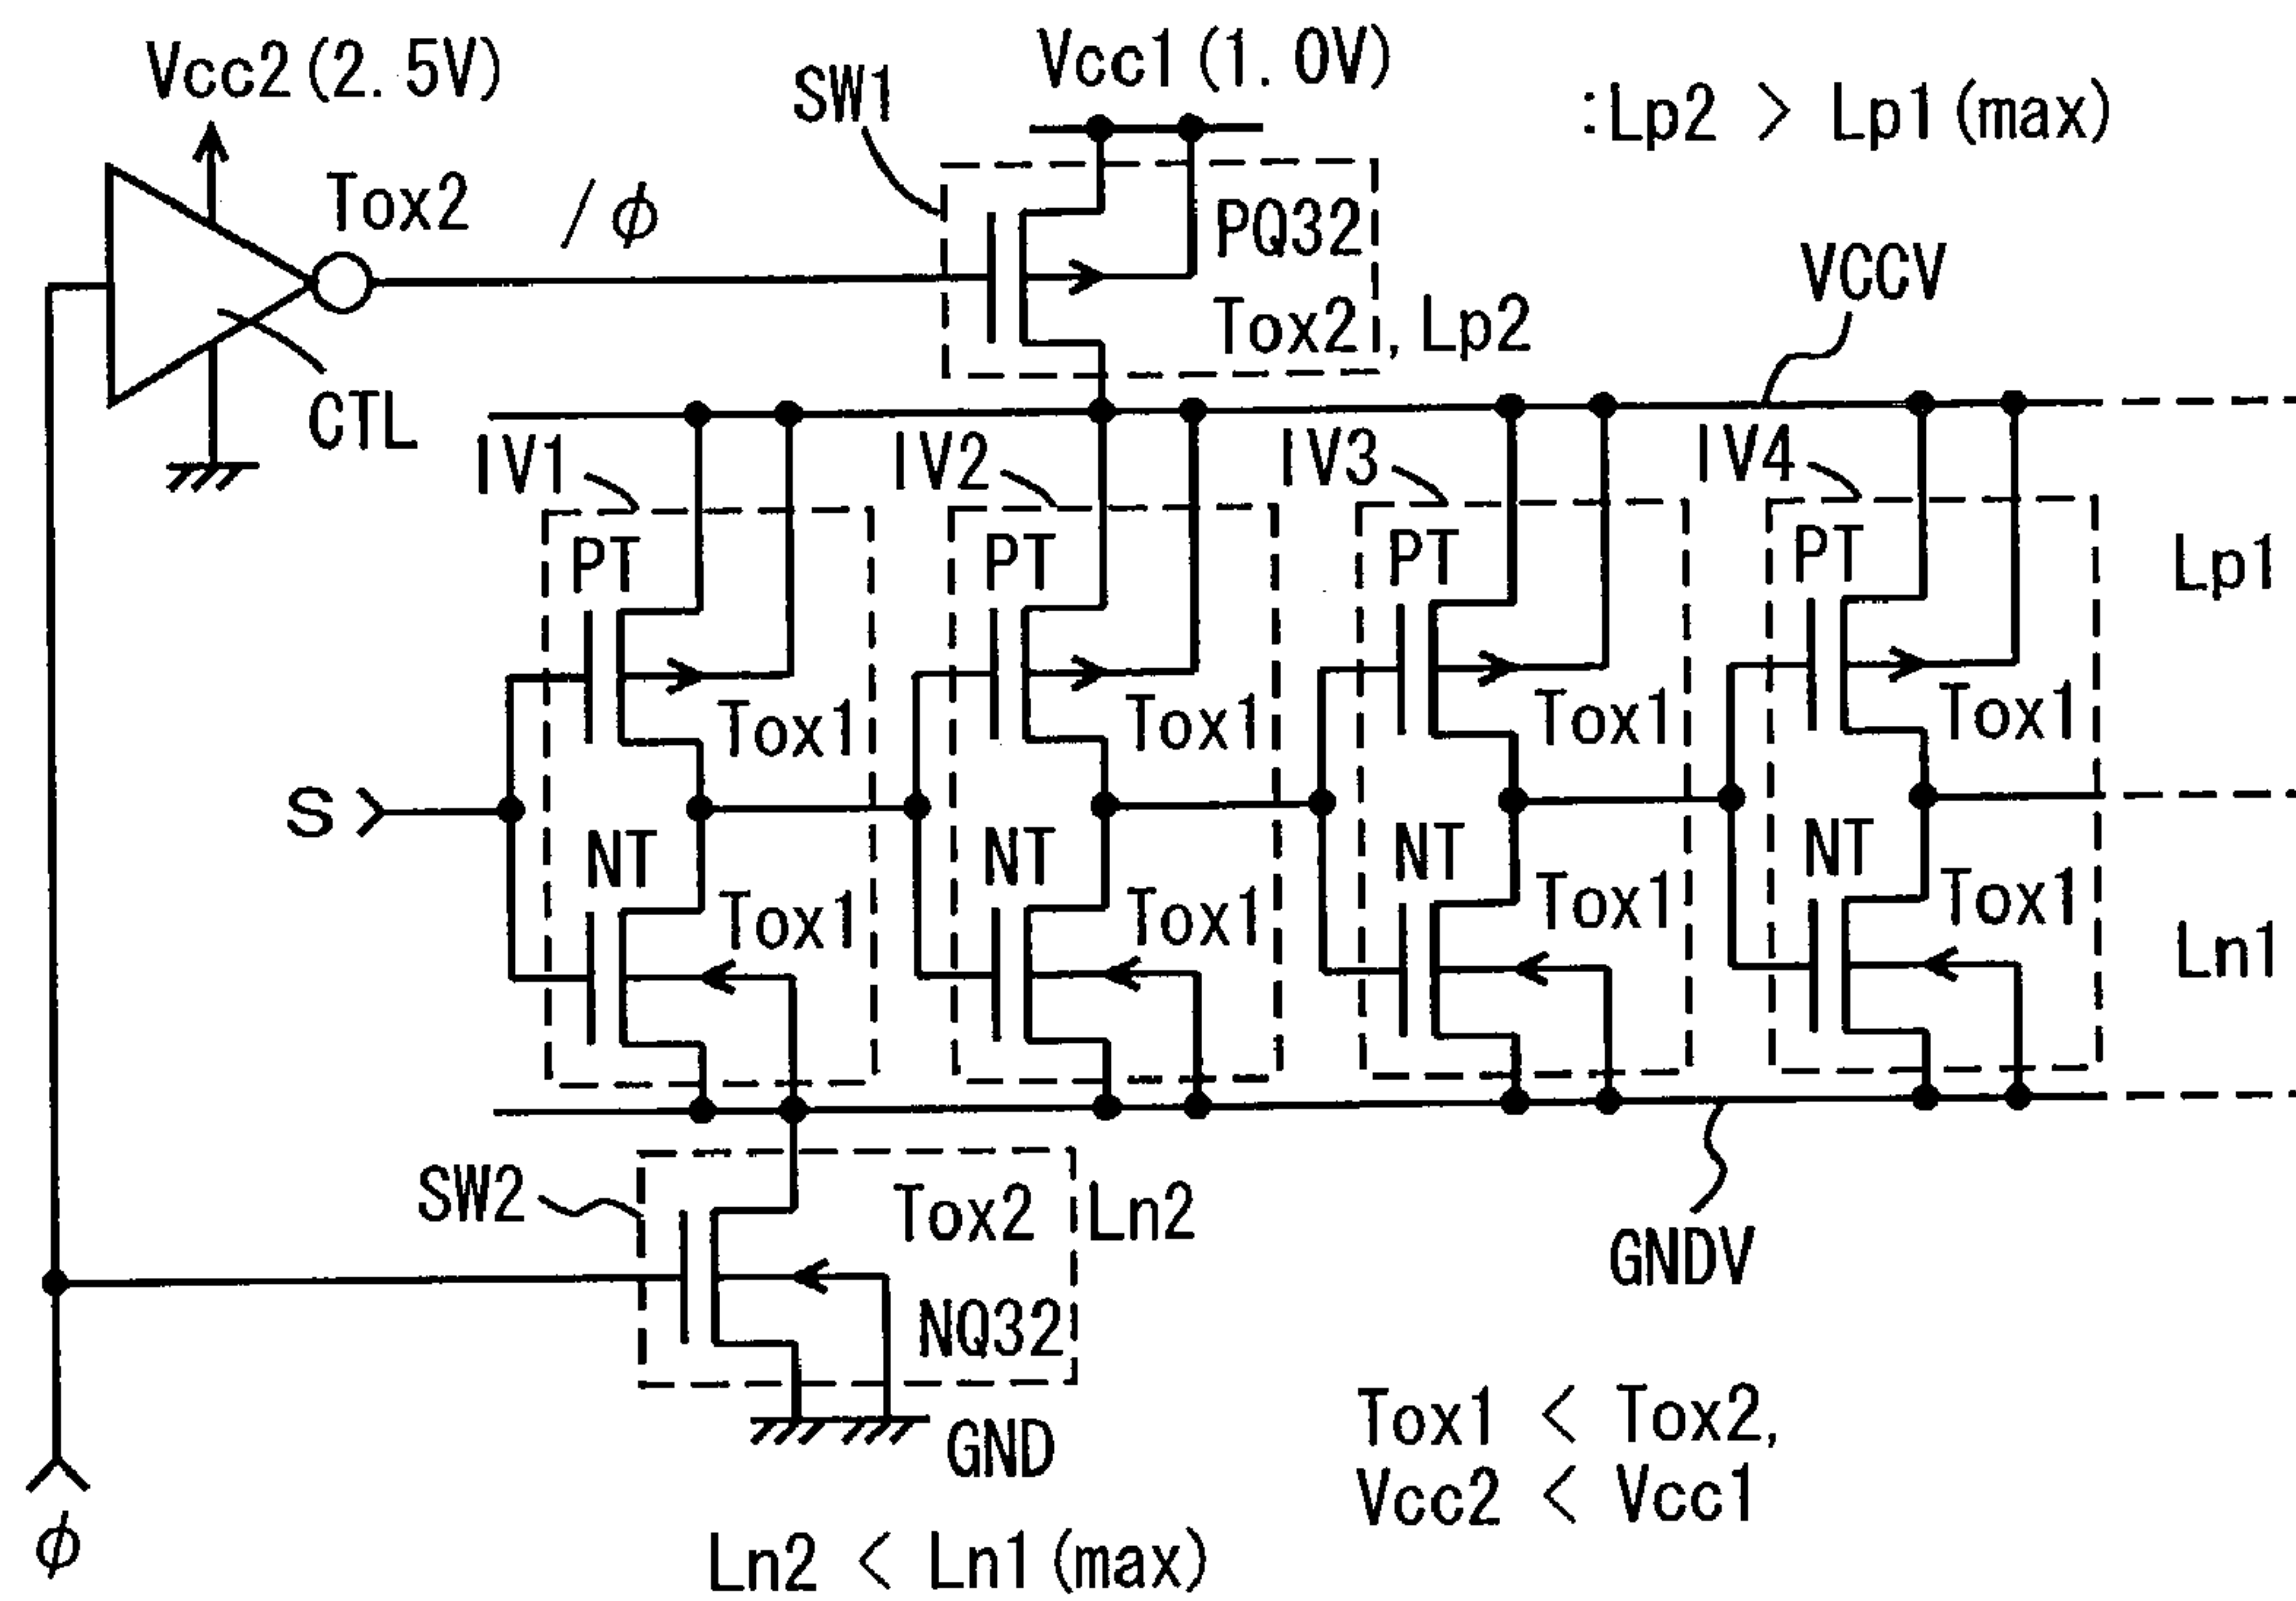 Vcc2(2.5V)
SW1
Vcc1(1.0V)
:Lp2 > Lp1(max)
Tox2
/φ
PQ32
Tox2, Lp2
VCCV
CTL
IV1
IV2
IV3
IV4
PT
PT
PT
PT
Lp1
Tox1
Tox1
Tox1
Tox1
S
NT
NT
NT
NT
Tox1
Tox1
Tox1
Tox1
Ln1
SW2
Tox2
Ln2
GNDV
NQ32
GND
Tox1 < Tox2,
Vcc2 < Vcc1
φ
Ln2 < Ln1(max)